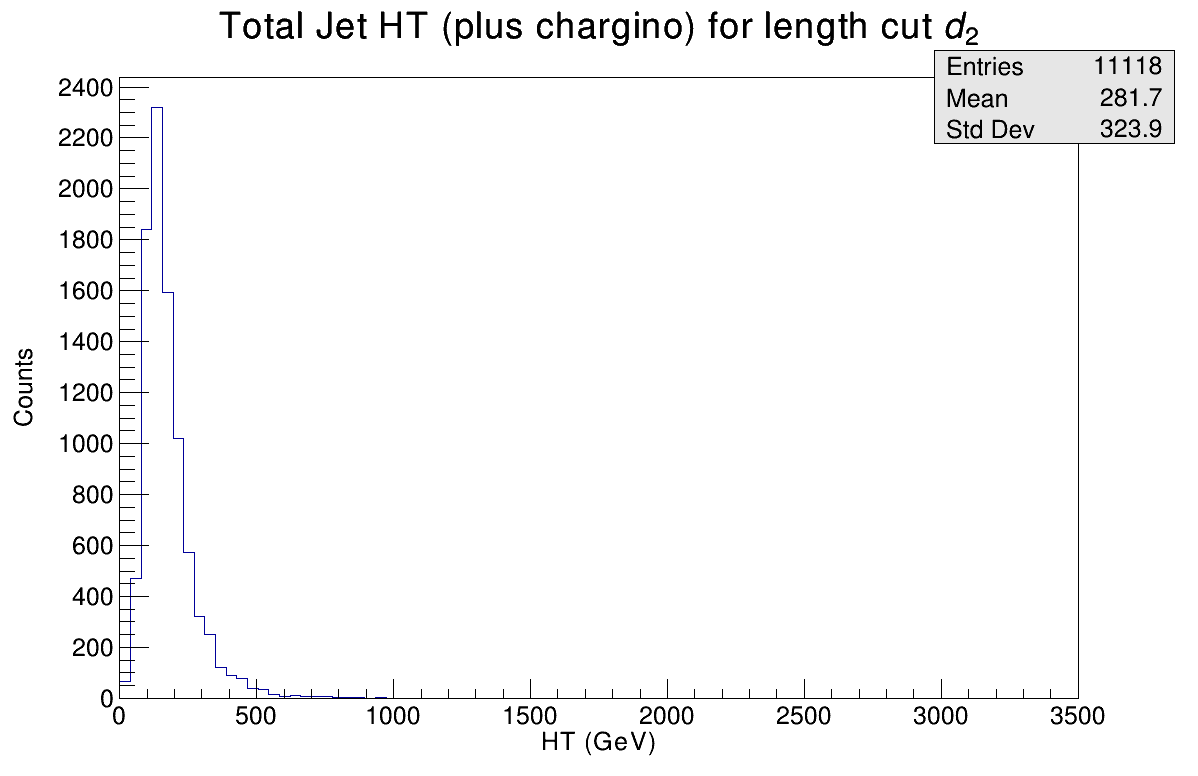 Total Jet HT (plus chargino) for length cut d₂
Entries 11118
Mean 281.7
Std Dev 323.9
2400
2200
2000
1800
1600
1400
1200
1000
800
600
400
200
0
Counts
0 500 1000 1500 2000 2500 3000 3500
HT (GeV)